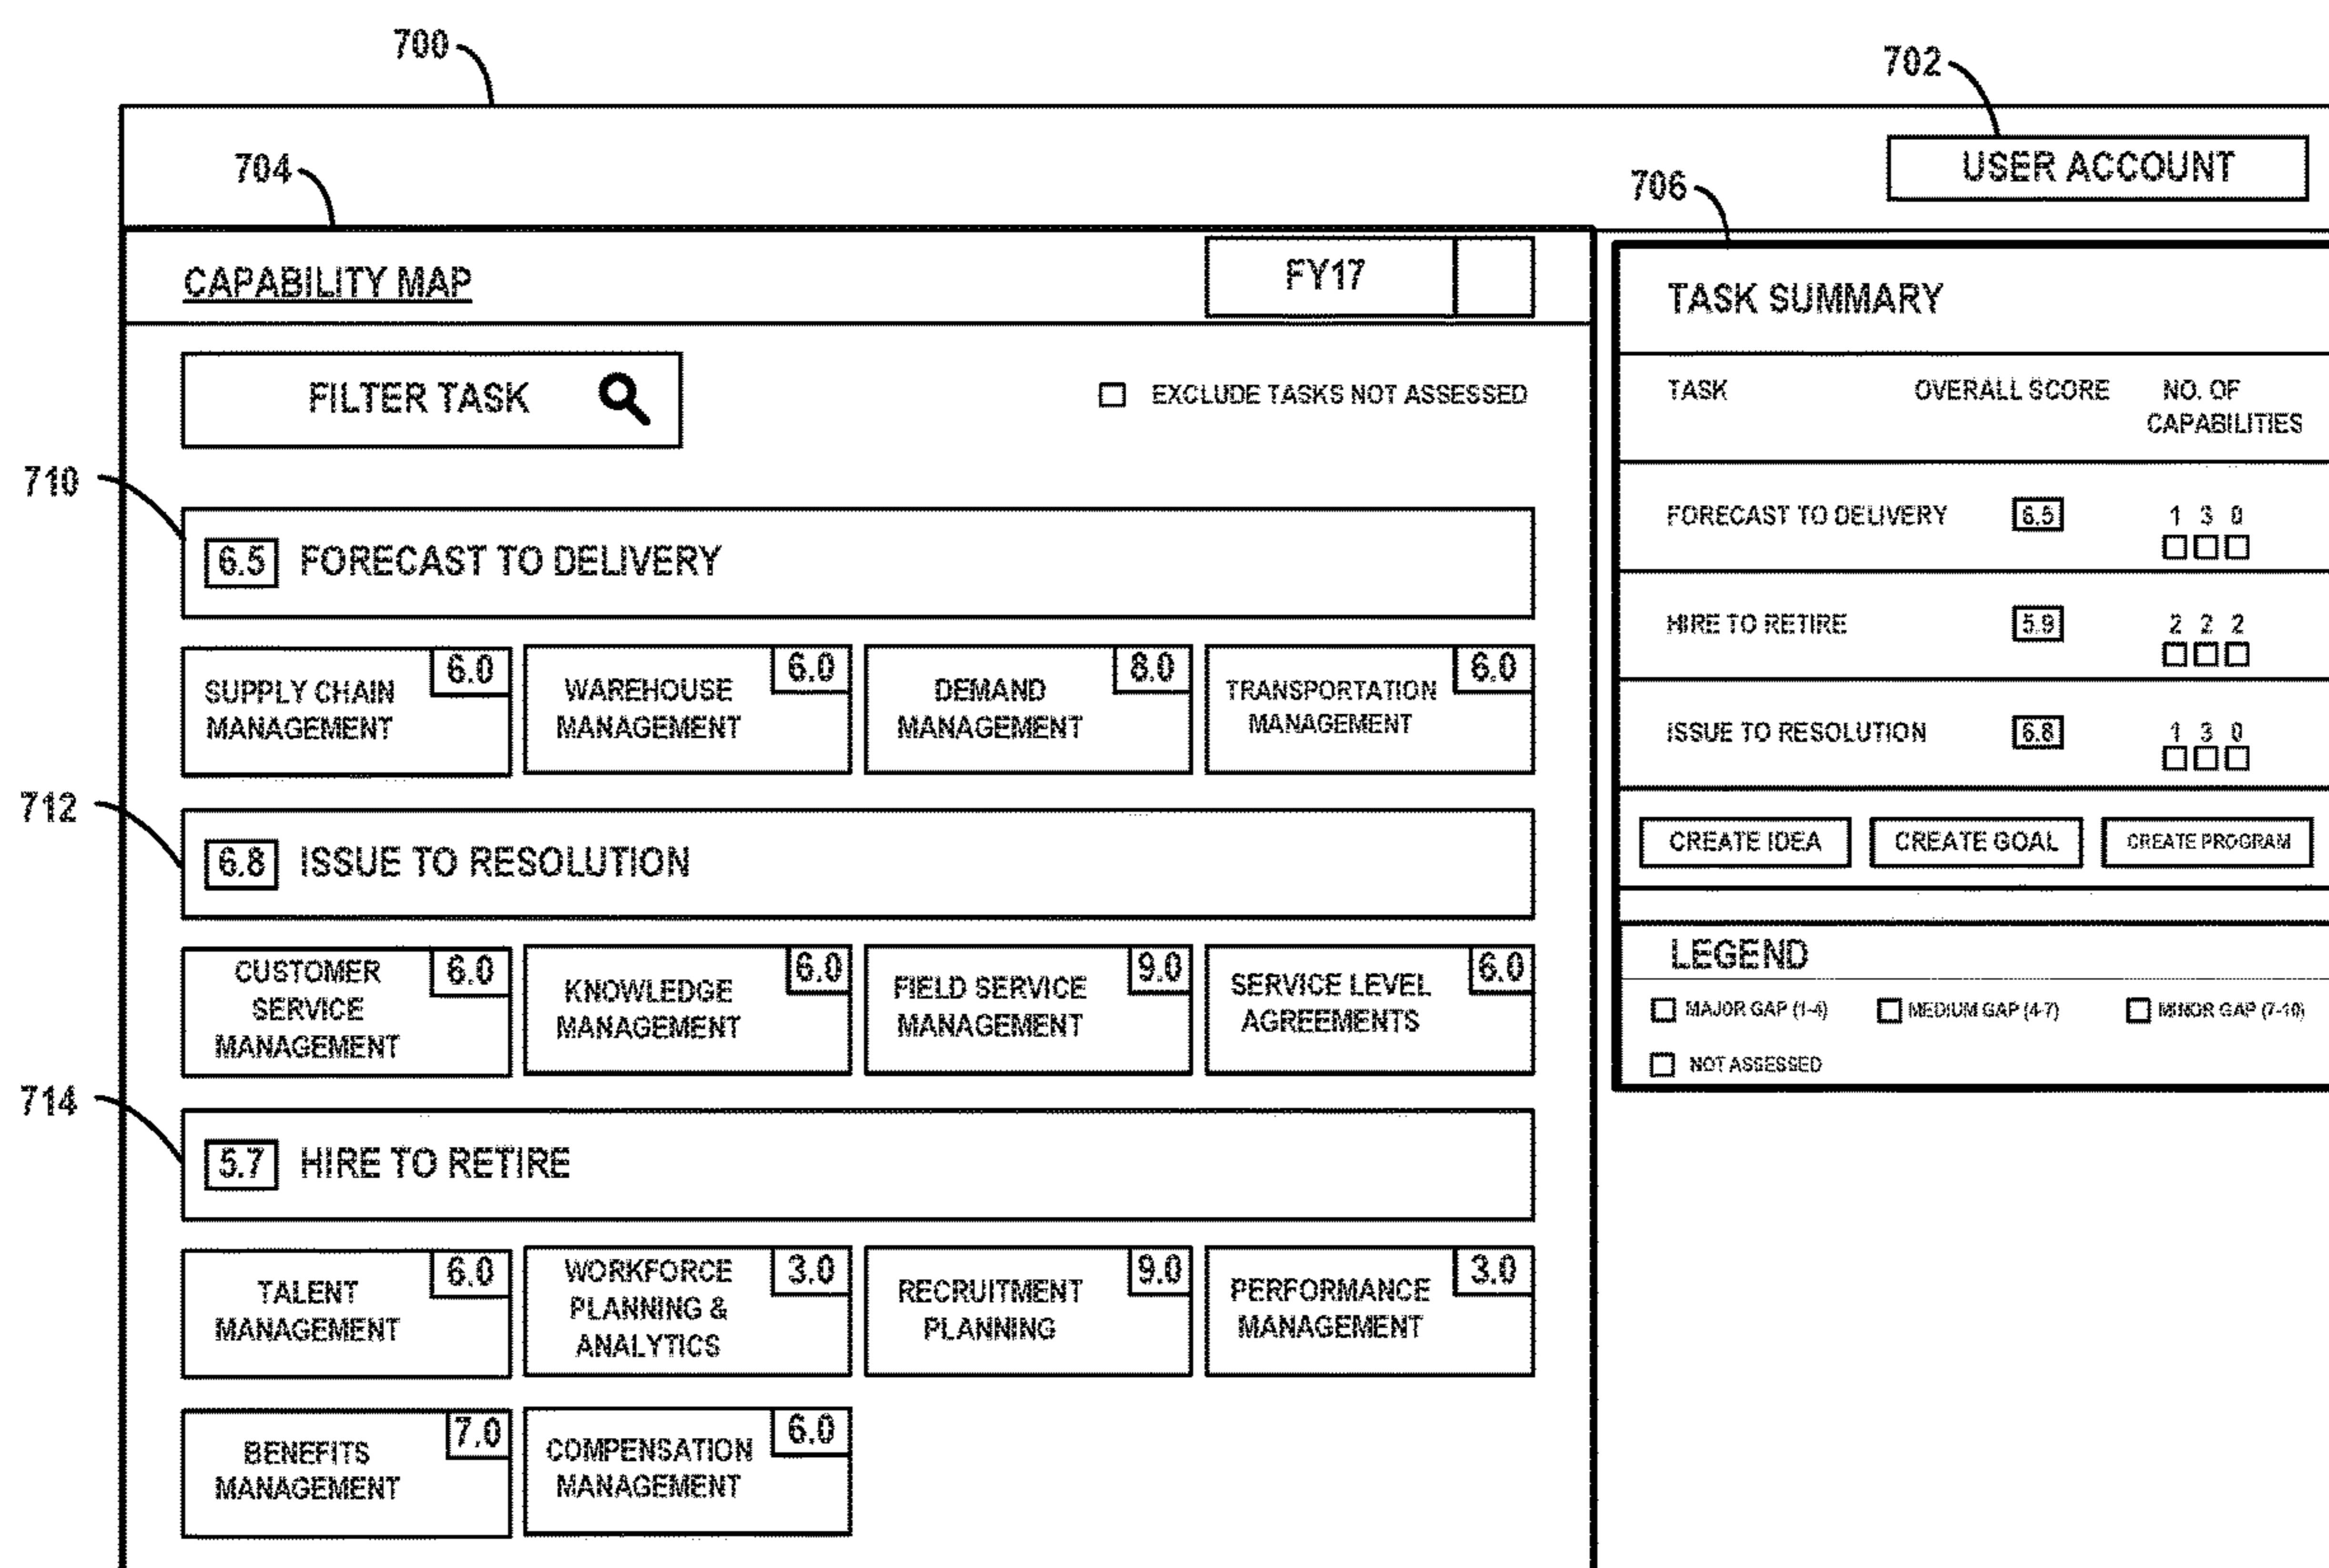 700
702
USER ACCOUNT
704
706
CAPABILITY MAP
FY17
FILTER TASK
EXCLUDE TASKS NOT ASSESSED
710
6.5 FORECAST TO DELIVERY
SUPPLY CHAIN
MANAGEMENT
6.0
WAREHOUSE
MANAGEMENT
6.0
DEMAND
MANAGEMENT
8.0
TRANSPORTATION
MANAGEMENT
6.0
712
6.8 ISSUE TO RESOLUTION
CUSTOMER
SERVICE
MANAGEMENT
6.0
KNOWLEDGE
MANAGEMENT
6.0
FIELD SERVICE
MANAGEMENT
9.0
SERVICE LEVEL
AGREEMENTS
6.0
714
5.7 HIRE TO RETIRE
TALENT
MANAGEMENT
6.0
WORKFORCE
PLANNING &
ANALYTICS
3.0
RECRUITMENT
PLANNING
9.0
PERFORMANCE
MANAGEMENT
3.0
BENEFITS
MANAGEMENT
7.0
COMPENSATION
MANAGEMENT
6.0
TASK SUMMARY
TASK OVERALL SCORE NO. OF
CAPABILITIES
FORECAST TO DELIVERY 6.5 1 3 0
HIRE TO RETIRE 5.9 2 2 2
ISSUE TO RESOLUTION 6.8 1 3 0
CREATE IDEA CREATE GOAL CREATE PROGRAM
LEGEND
MAJOR GAP (1-4) MEDIUM GAP (4-7) MINOR GAP (7-10)
NOT ASSESSED